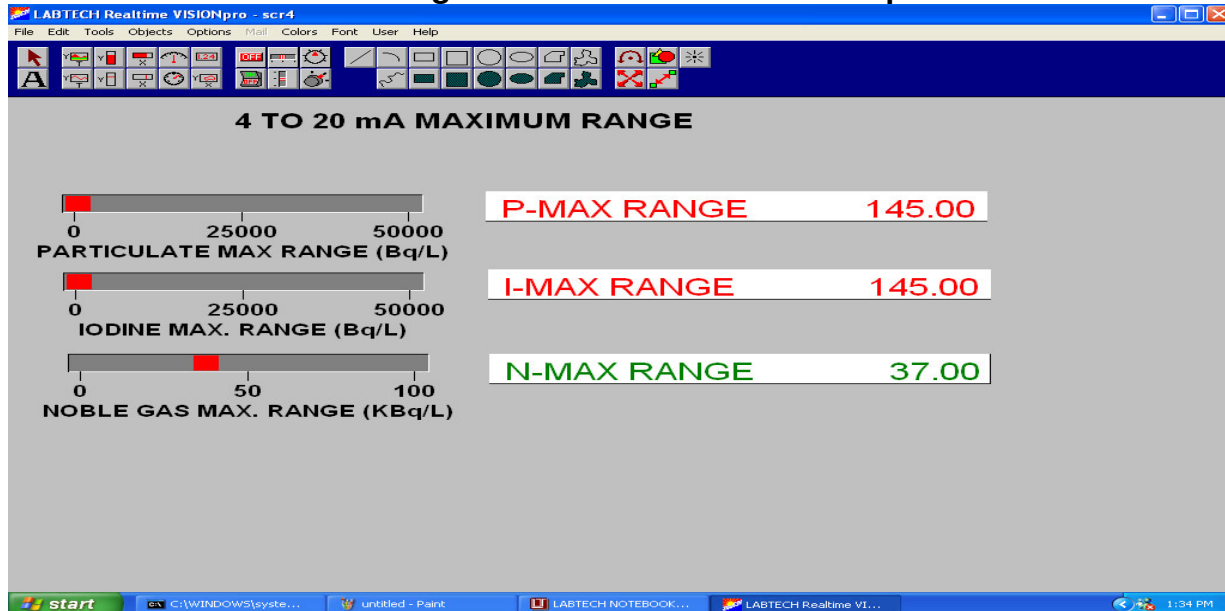 LABTECH Realtime VISIONpro - scr4
File Edit Tools Objects Options Mail Colors Font User Help
4 TO 20 mA MAXIMUM RANGE
P-MAX RANGE 145.00
0 25000 50000
PARTICULATE MAX RANGE (Bq/L)
I-MAX RANGE 145.00
0 25000 50000
IODINE MAX. RANGE (Bq/L)
N-MAX RANGE 37.00
0 50 100
NOBLE GAS MAX. RANGE (KBq/L)
start C:\WINDOWS\syste... untitled - Paint LABTECH NOTEBOOK... LABTECH Realtime VI... 1:34 PM